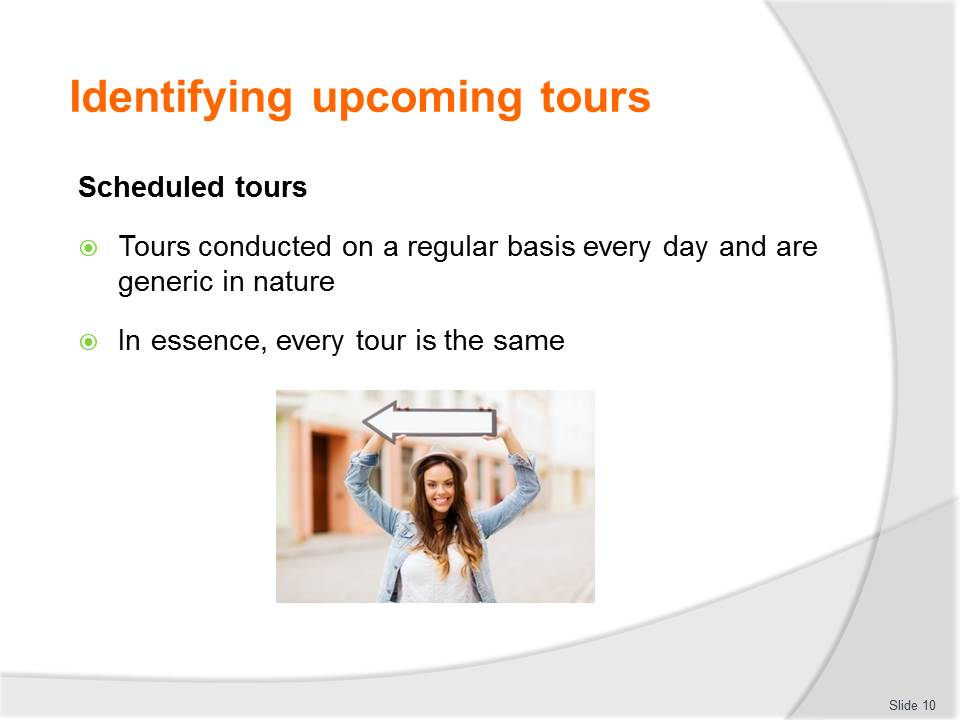 Identifying upcoming tours
Scheduled tours
Tours conducted on a regular basis every day and are
generic in nature
In essence, every tour is the same
Slide 10